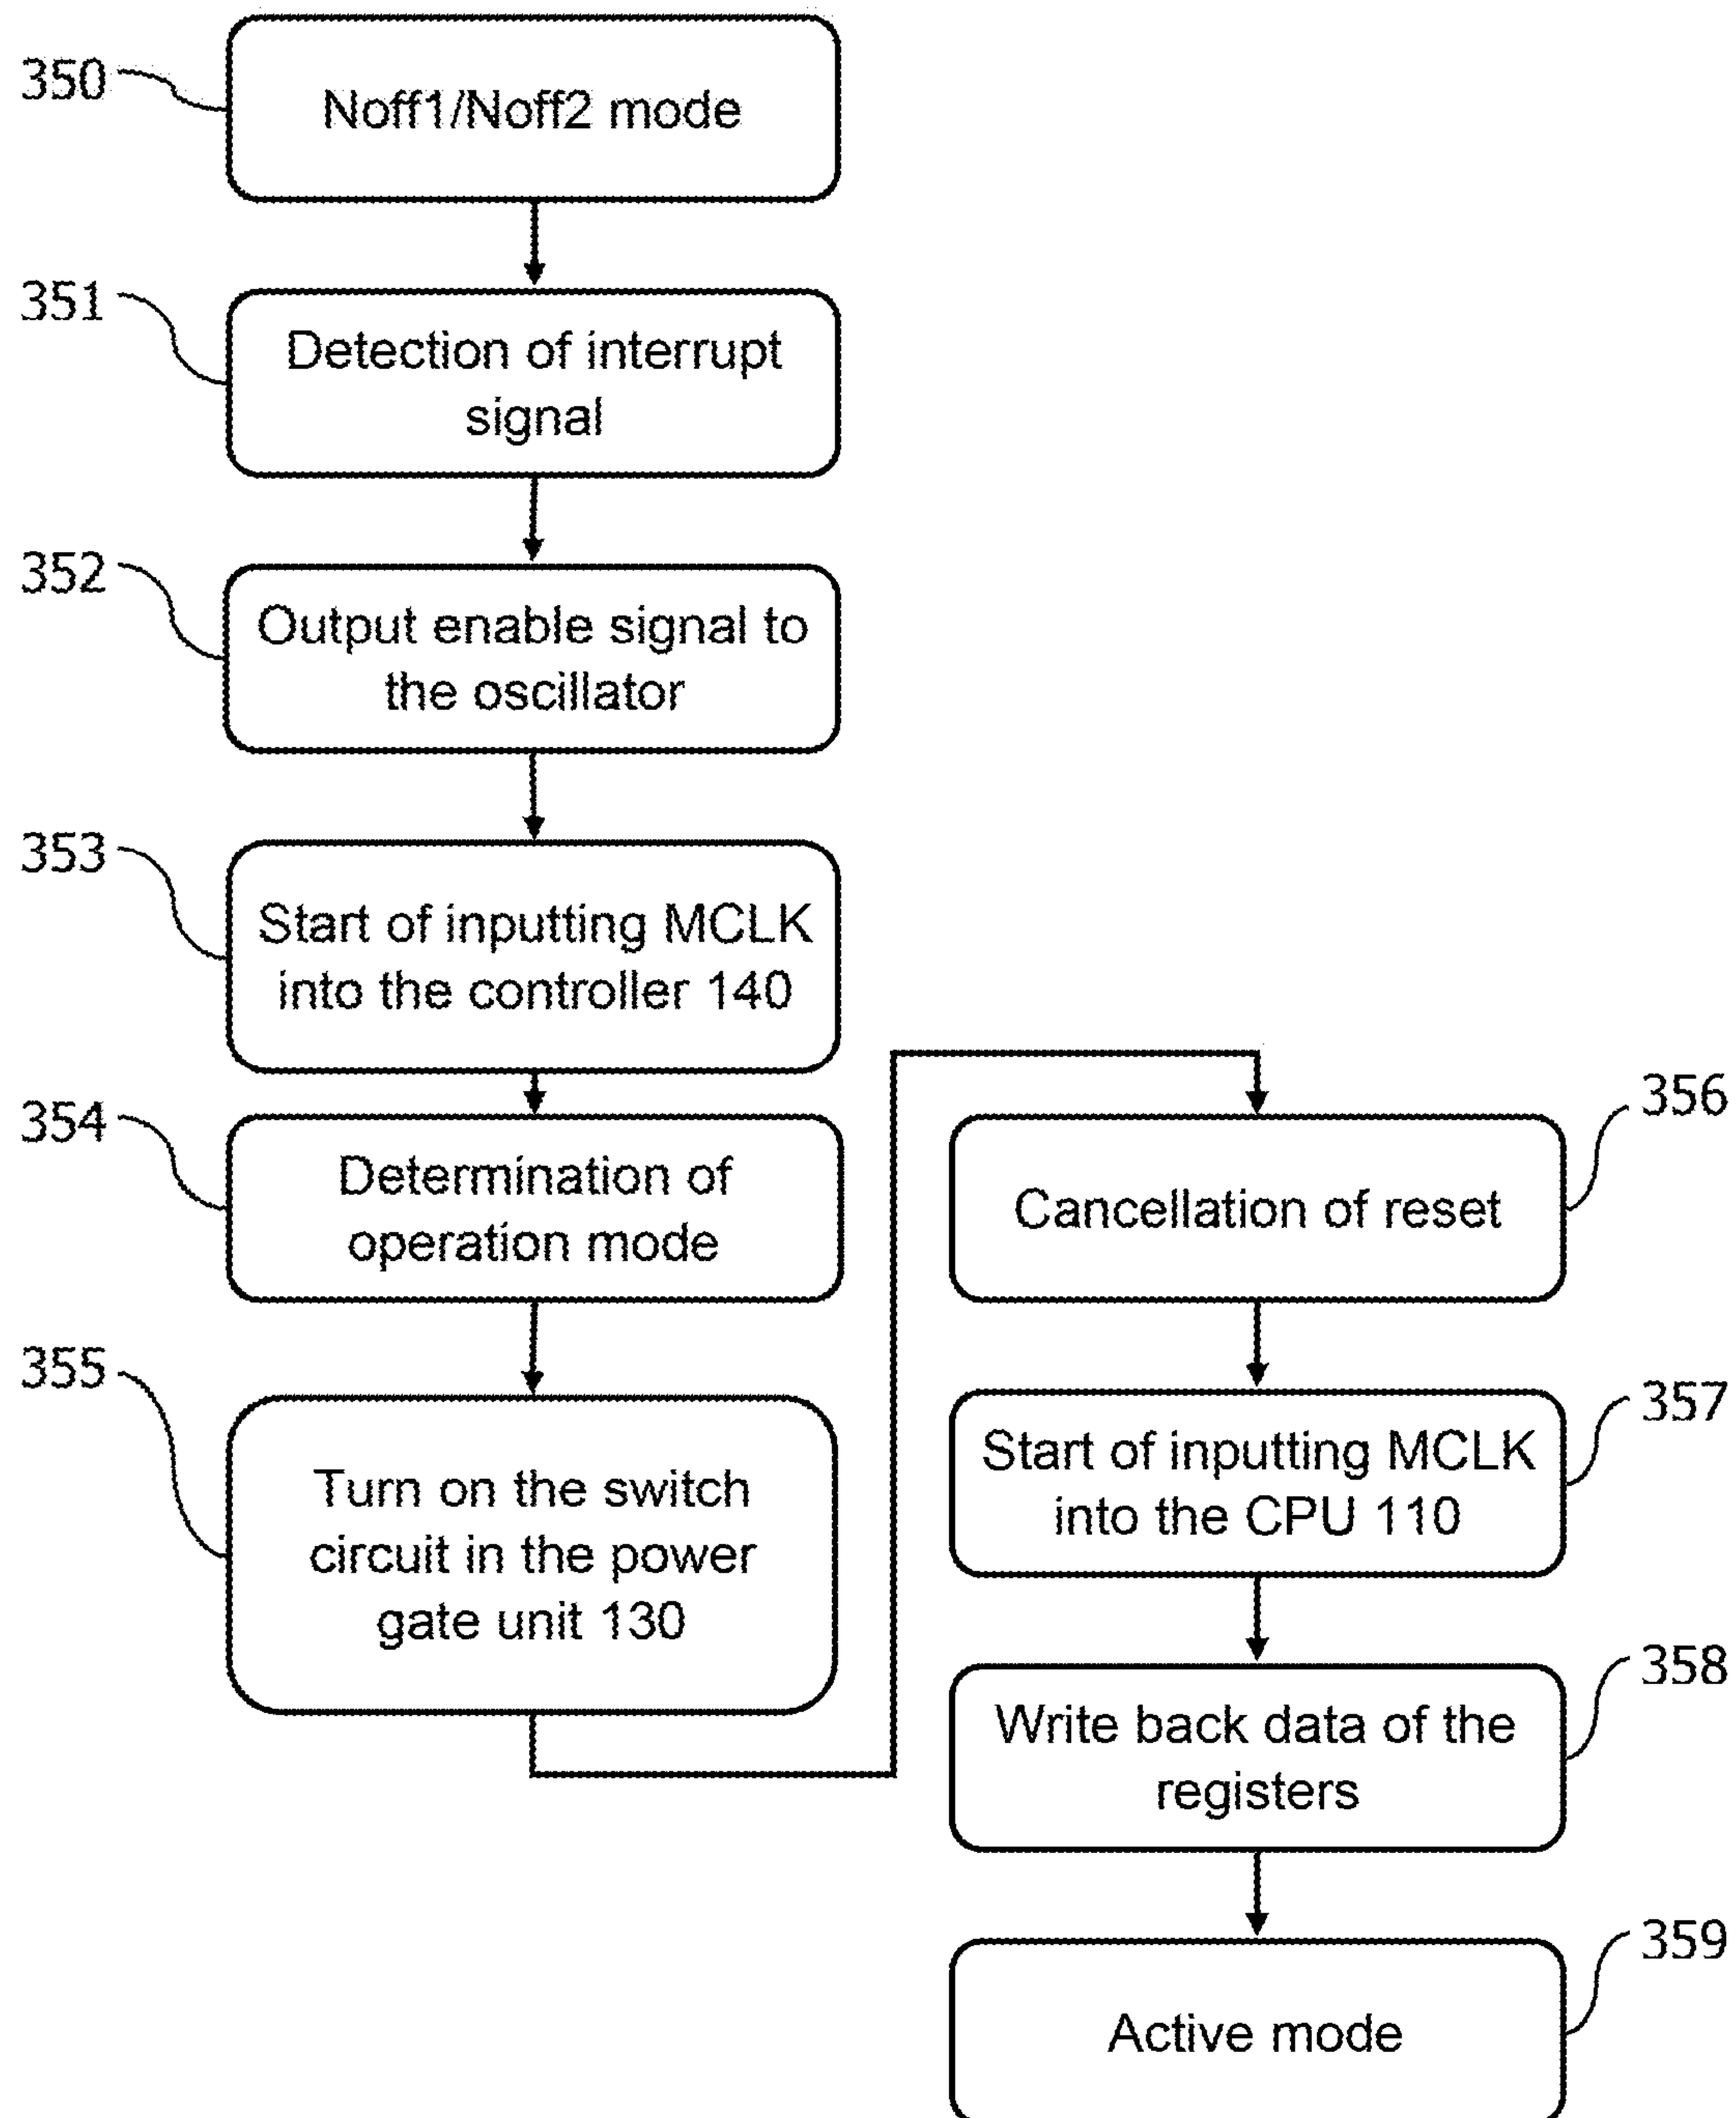 350
Noff1/Noff2 mode
351
Detection of interrupt
signal
352
Output enable signal to
the oscillator
353
Start of inputting MCLK
into the controller 140
354
Determination of
operation mode
355
Turn on the switch
circuit in the power
gate unit 130
356
Cancellation of reset
357
Start of inputting MCLK
into the CPU 110
358
Write back data of the
registers
359
Active mode